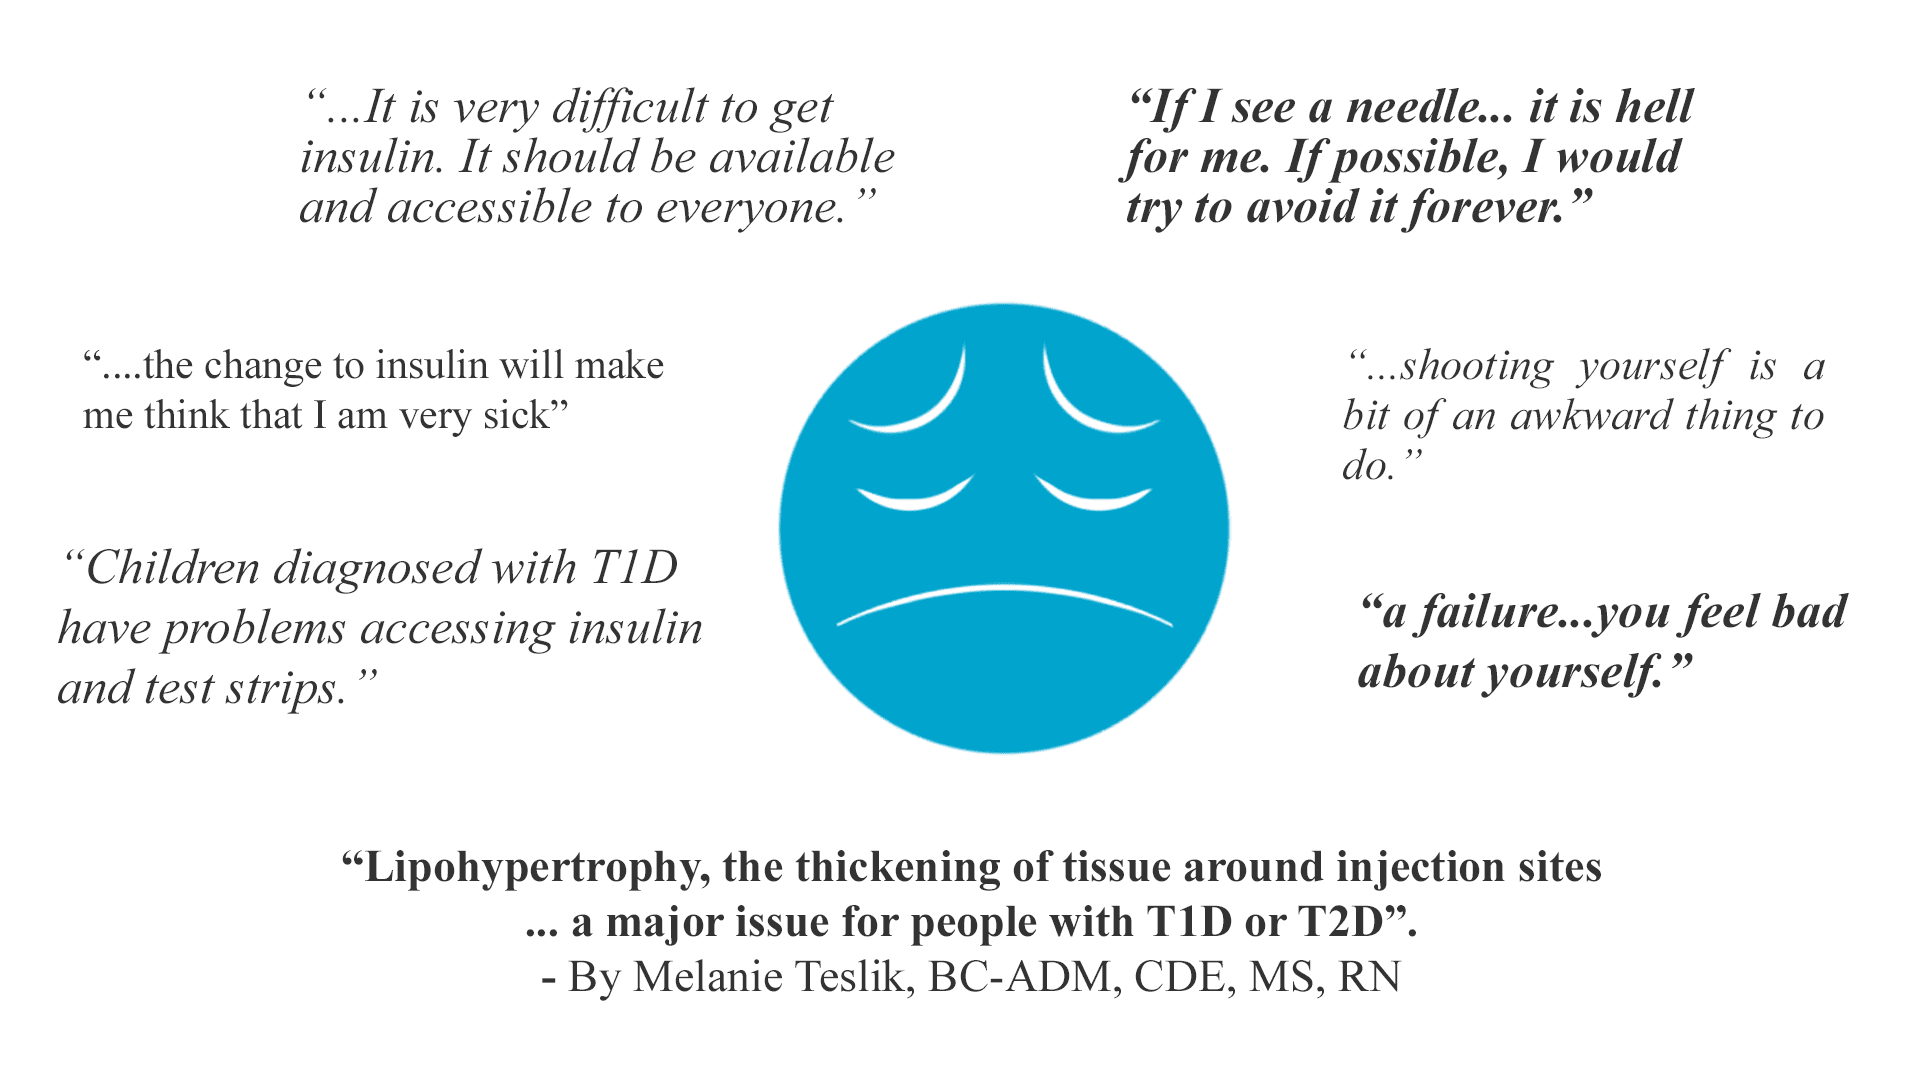 “...It is very difficult to get
insulin. It should be available
and accessible to everyone.”
“If I see a needle... it is hell
for me. If possible, I would
try to avoid it forever.”
“....the change to insulin will make
me think that I am very sick”
“...shooting yourself is a
bit of an awkward thing to
do.”
“Children diagnosed with T1D
have problems accessing insulin
and test strips.”
“a failure...you feel bad
about yourself.”
“Lipohypertrophy, the thickening of tissue around injection sites
... a major issue for people with T1D or T2D”.
- By Melanie Teslik, BC-ADM, CDE, MS, RN